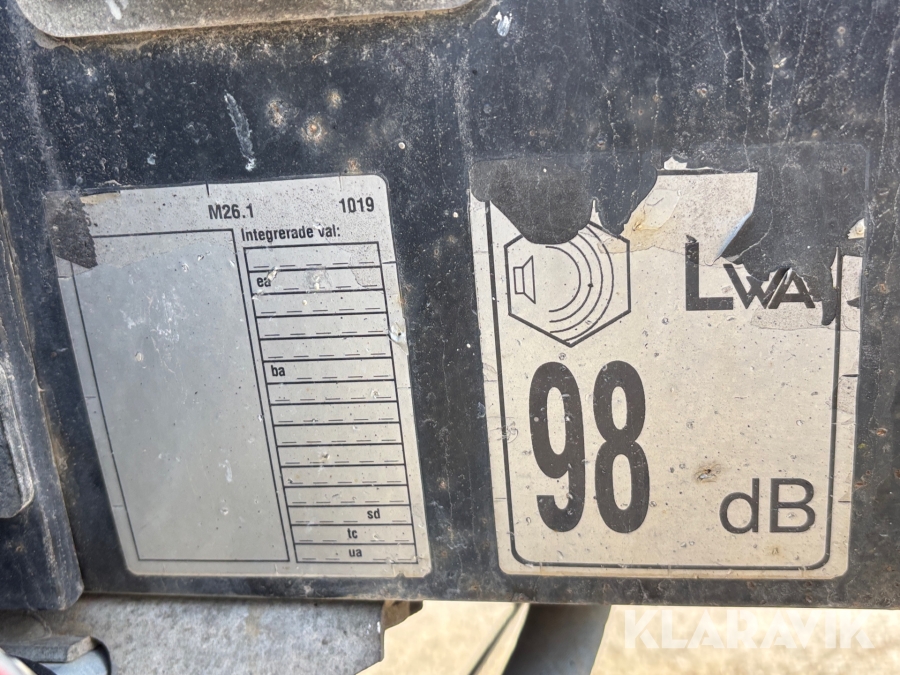 M26.1 1019
Integrerade val:
ea
ba
sd
tc
ua
LWA
98
dB
KLARAVIK